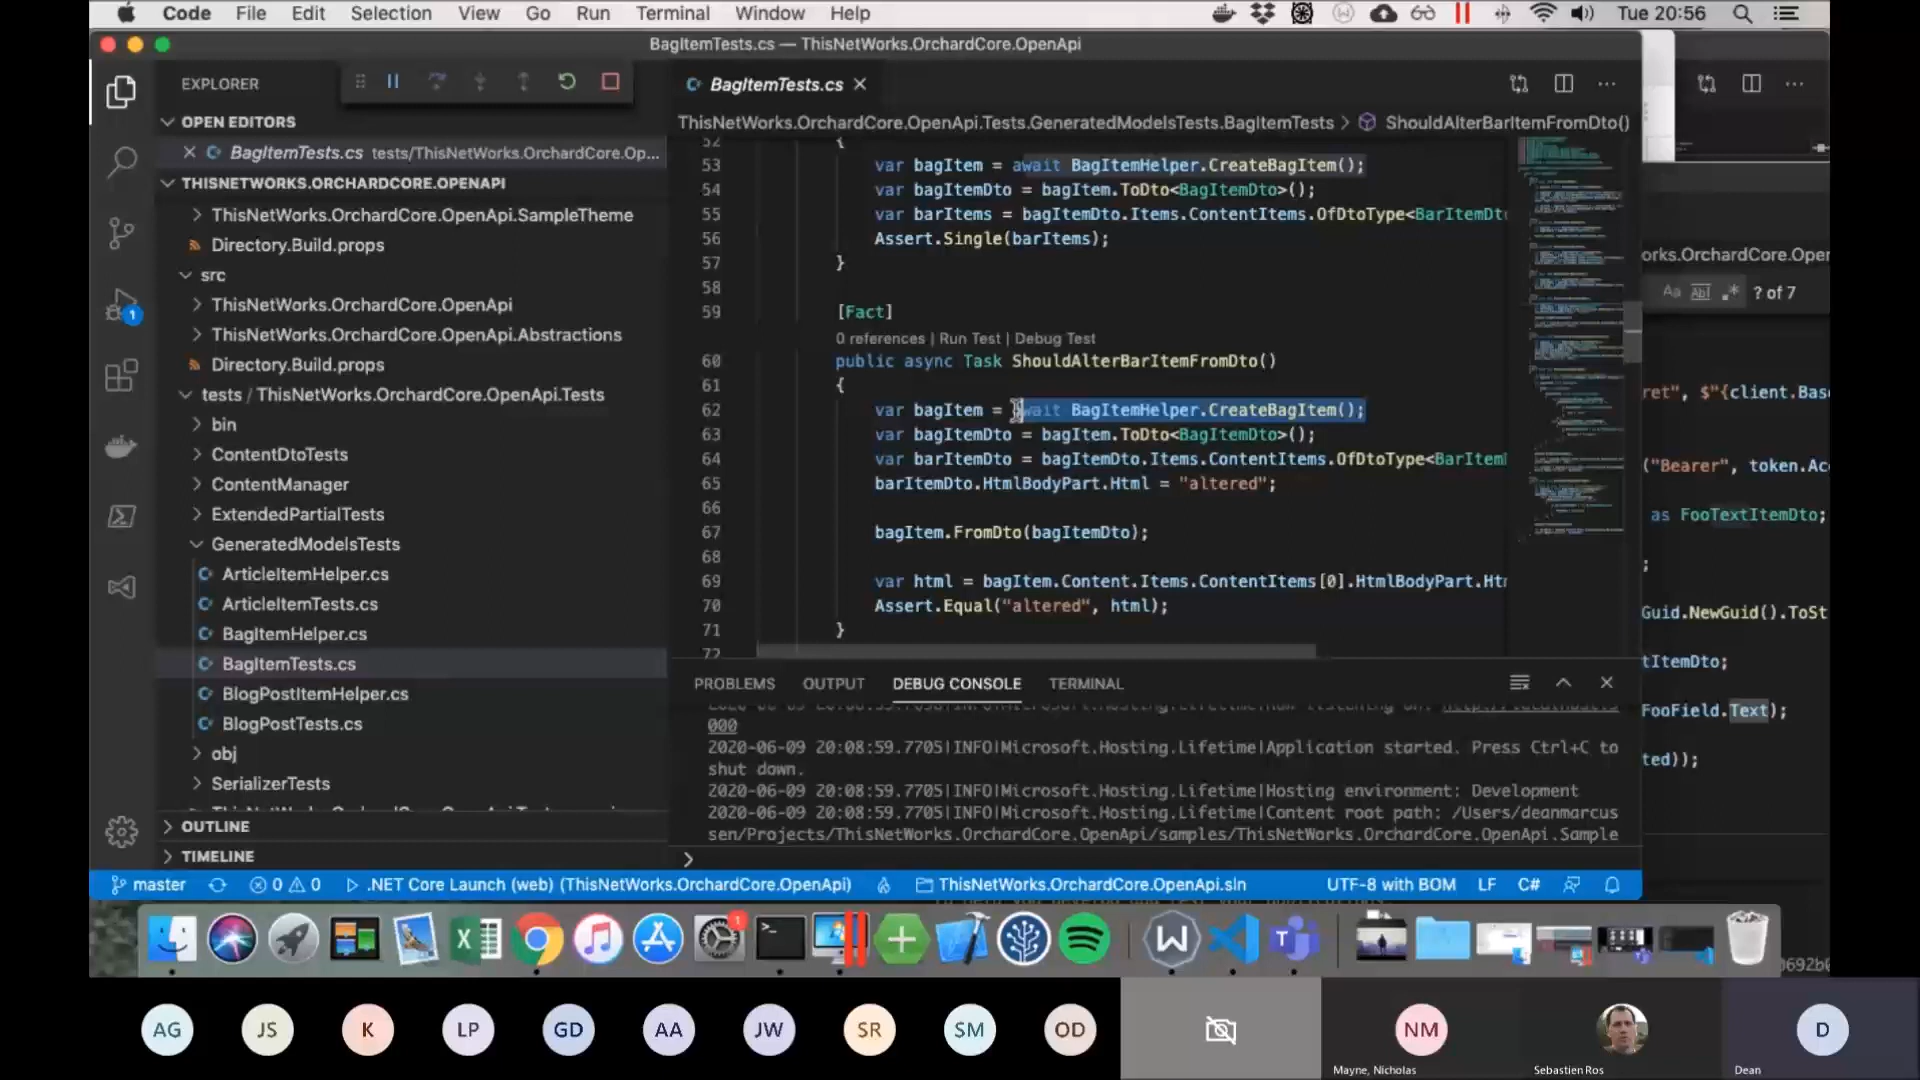 Code File Edit Selection View Go Run Terminal Window Help Tue 20:56
BagItemTests.cs — ThisNetWorks.OrchardCore.OpenApi
EXPLORER
BagItemTests.cs
OPEN EDITORS
ThisNetWorks.OrchardCore.OpenApi.Tests.GeneratedModelsTests.BagItemTests > ShouldAlterBarItemFromDto()
BagItemTests.cs tests/ThisNetWorks.OrchardCore.Op...
THISNETWORKS.ORCHARDCORE.OPENAPI
ThisNetWorks.OrchardCore.OpenApi.SampleTheme
Directory.Build.props
src
ThisNetWorks.OrchardCore.OpenApi
ThisNetWorks.OrchardCore.OpenApi.Abstractions
Directory.Build.props
tests / ThisNetWorks.OrchardCore.OpenApi.Tests
bin
ContentDtoTests
ContentManager
ExtendedPartialTests
GeneratedModelsTests
ArticleItemHelper.cs
ArticleItemTests.cs
BagItemHelper.cs
BagItemTests.cs
BlogPostItemHelper.cs
BlogPostTests.cs
obj
SerializerTests
OUTLINE
TIMELINE
52 {
53 var bagItem = await BagItemHelper.CreateBagItem();
54 var bagItemDto = bagItem.ToDto<BagItemDto>();
55 var barItems = bagItemDto.Items.ContentItems.OfDtoType<BarItemDto
56 Assert.Single(barItems);
57 }
58
59 [Fact]
0 references | Run Test | Debug Test
60 public async Task ShouldAlterBarItemFromDto()
61 {
62 var bagItem = await BagItemHelper.CreateBagItem();
63 var bagItemDto = bagItem.ToDto<BagItemDto>();
64 var barItemDto = bagItemDto.Items.ContentItems.OfDtoType<BarItem
65 barItemDto.HtmlBodyPart.Html = "altered";
66
67 bagItem.FromDto(bagItemDto);
68
69 var html = bagItem.Content.Items.ContentItems[0].HtmlBodyPart.Htm
70 Assert.Equal("altered", html);
71 }
72
orks.OrchardCore.Oper
? of 7
ret", $"{client.Base
("Bearer", token.Acc
as FooTextItemDto;
;
Guid.NewGuid().ToSt
tItemDto;
FooField.Text);
ted));
PROBLEMS OUTPUT DEBUG CONSOLE TERMINAL
000
2020-06-09 20:08:59.7705|INFO|Microsoft.Hosting.Lifetime|Application started. Press Ctrl+C to
shut down.
2020-06-09 20:08:59.7705|INFO|Microsoft.Hosting.Lifetime|Hosting environment: Development
2020-06-09 20:08:59.7705|INFO|Microsoft.Hosting.Lifetime|Content root path: /Users/deanmarcus
sen/Projects/ThisNetWorks.OrchardCore.OpenApi/samples/ThisNetWorks.OrchardCore.OpenApi.Sample
master 0 0 .NET Core Launch (web) (ThisNetWorks.OrchardCore.OpenApi) ThisNetWorks.OrchardCore.OpenApi.sln UTF-8 with BOM LF C#
AG JS K LP GD AA JW SR SM OD NM D
Mayne, Nicholas Sebastien Ros Dean